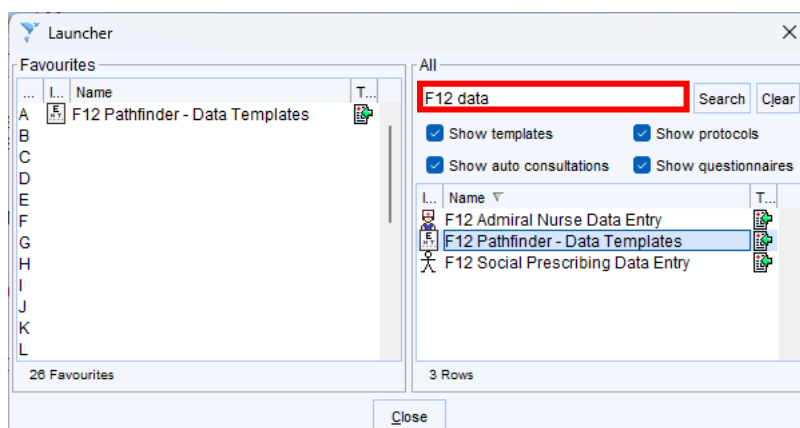 Launcher
Favourites
... I... Name T...
A F12 Pathfinder - Data Templates
B
C
D
E
F
G
H
I
J
K
L
26 Favourites
All
F12 data Search Clear
Show templates Show protocols
Show auto consultations Show questionnaires
I... Name T...
F12 Admiral Nurse Data Entry
F12 Pathfinder - Data Templates
F12 Social Prescribing Data Entry
3 Rows
Close